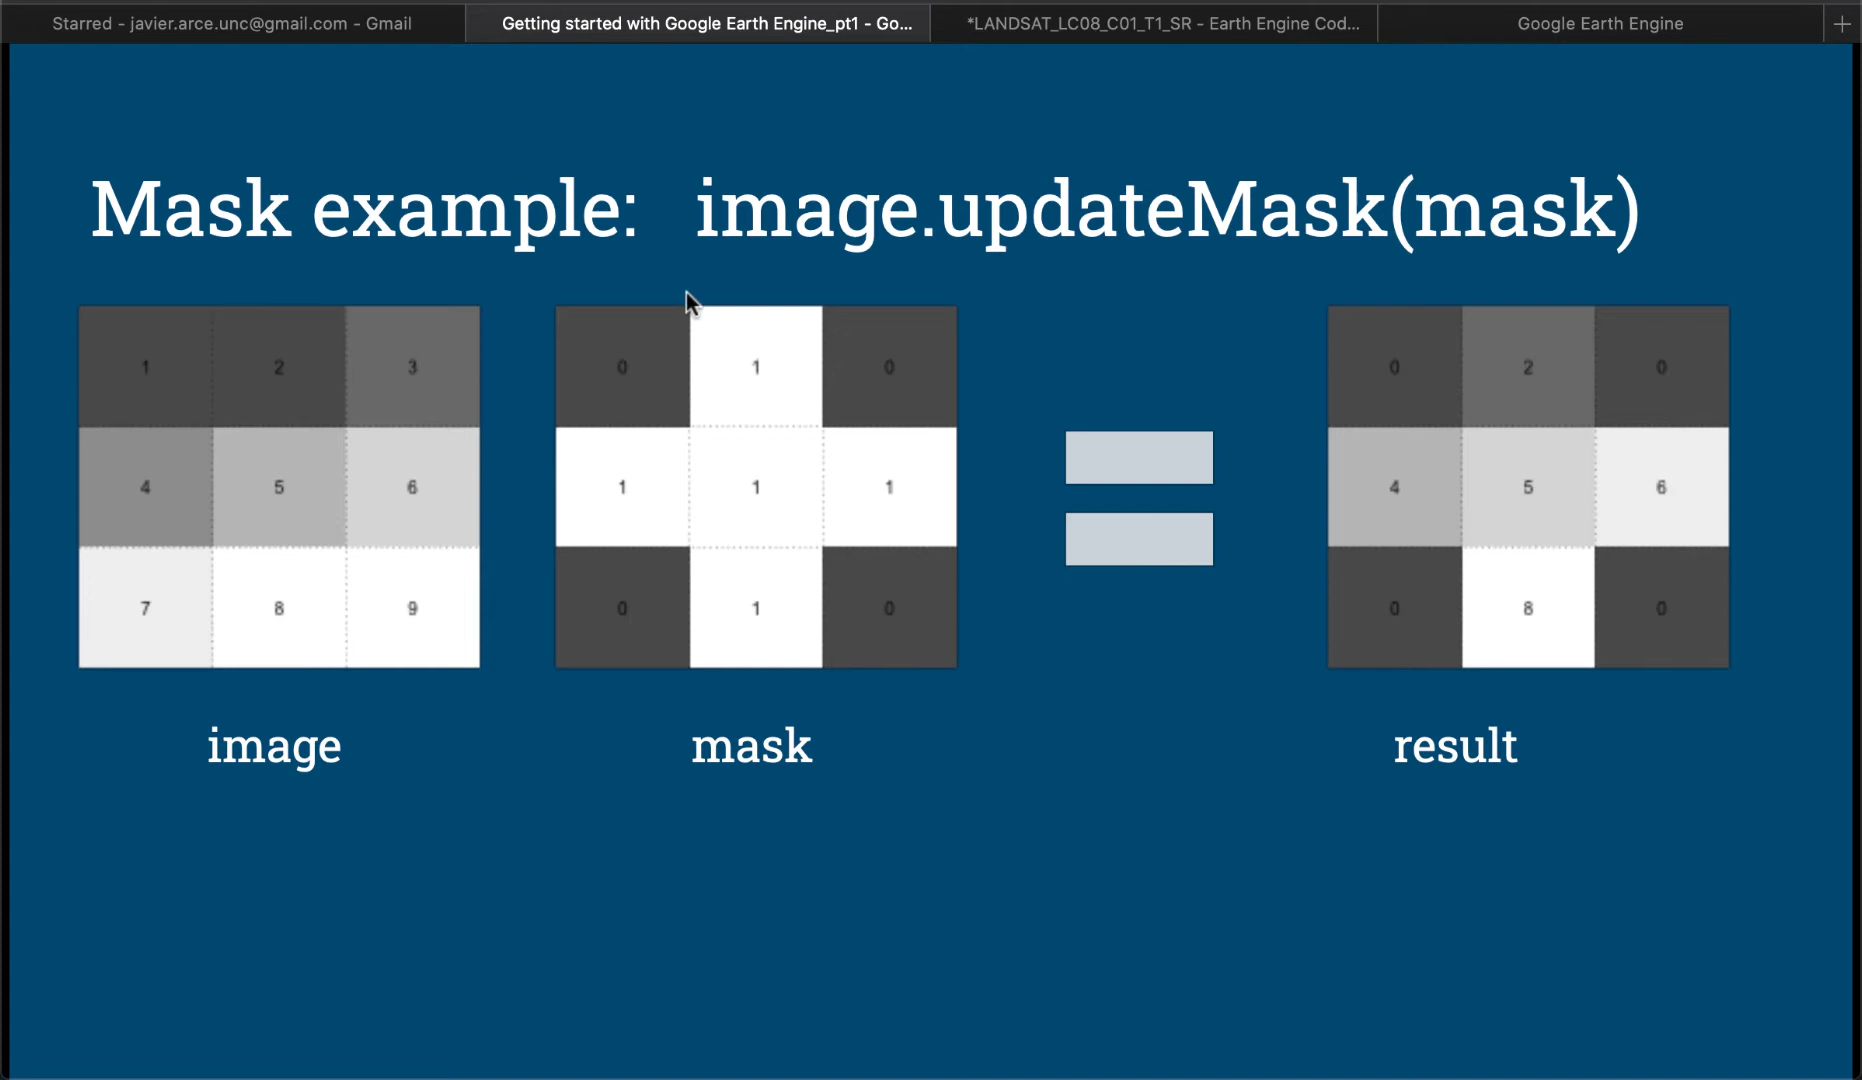 Starred - javier.arce.unc@gmail.com - Gmail
Getting started with Google Earth Engine_pt1 - Go...
*LANDSAT_LC08_C01_T1_SR - Earth Engine Cod...
Google Earth Engine
Mask example: image.updateMask(mask)
1 2 3
4 5 6
7 8 9
0 1 0
1 1 1
0 1 0
0 2 0
4 5 6
0 8 0
image
mask
result